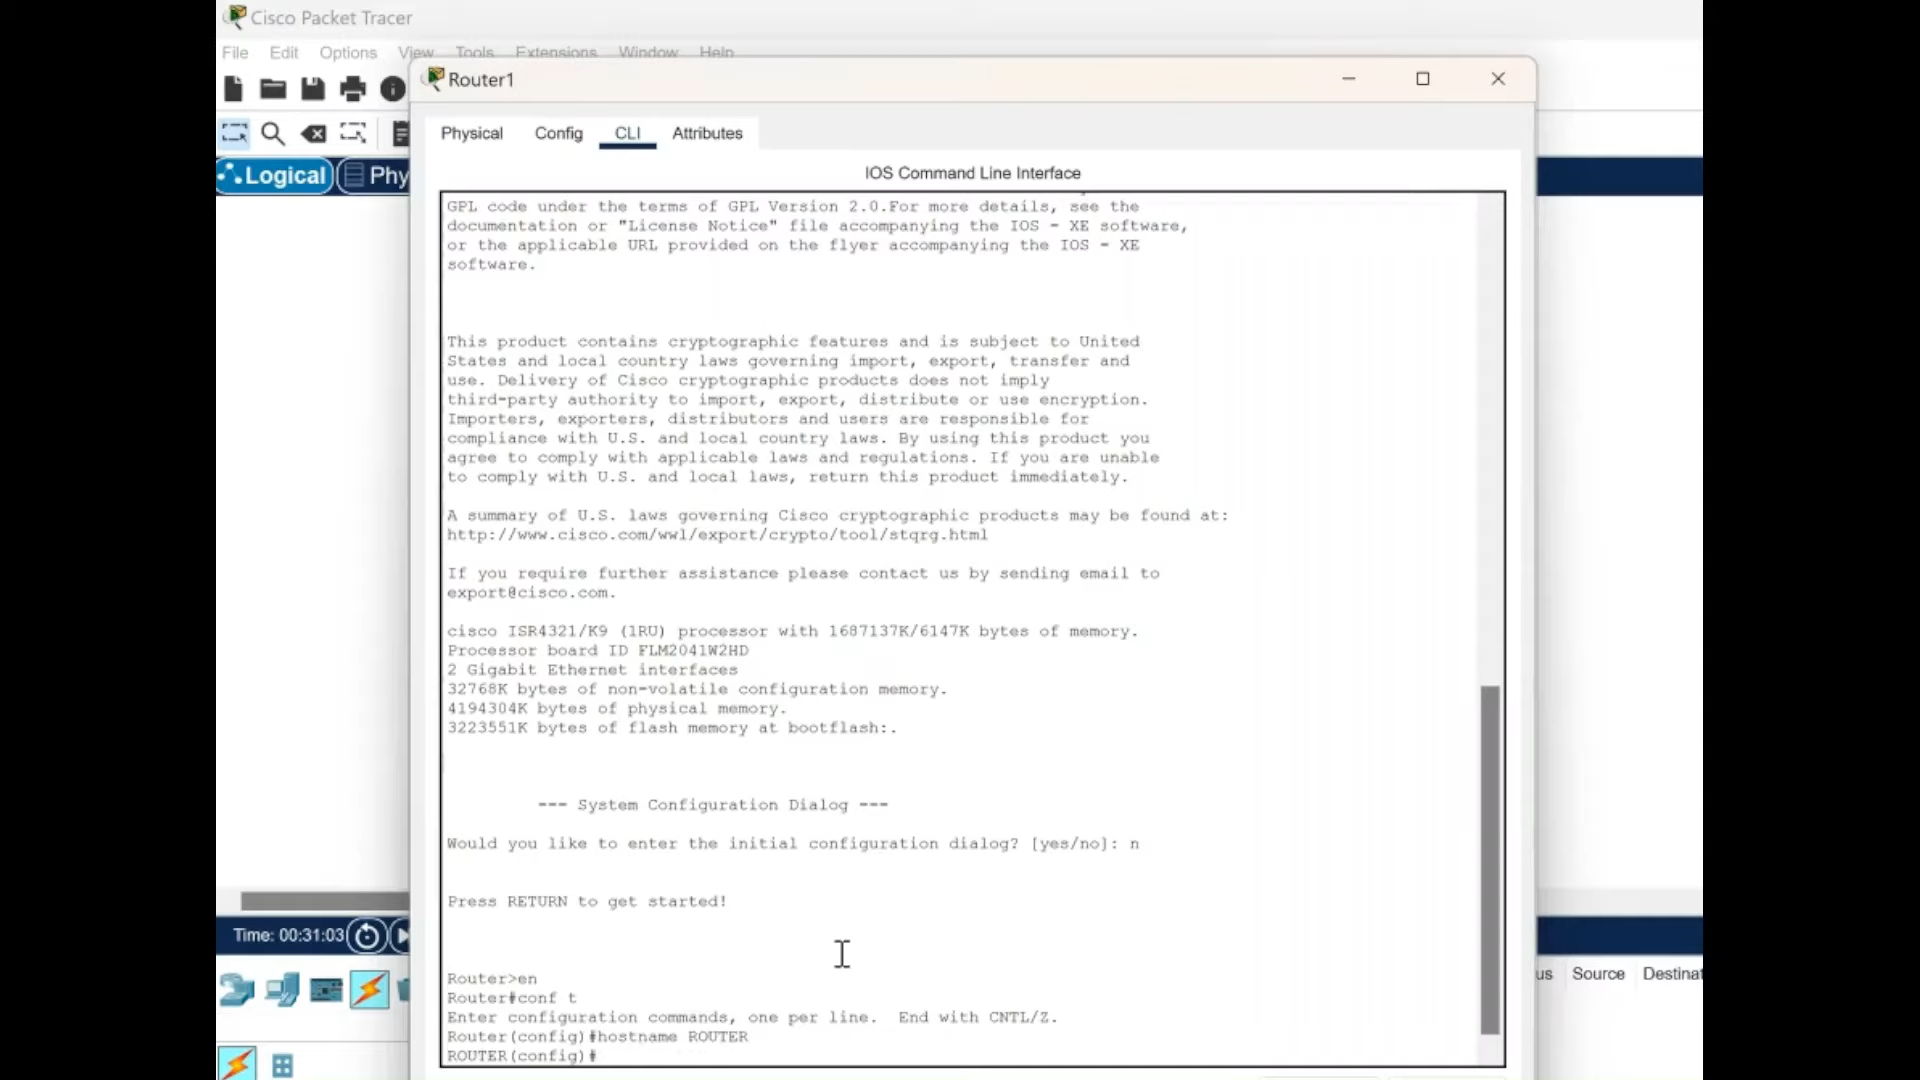 Cisco Packet Tracer
File Edit Options View Tools Extensions Window Help
Router1
Physical Config CLI Attributes
Logical Phy
IOS Command Line Interface
GPL code under the terms of GPL Version 2.0.For more details, see the
documentation or "License Notice" file accompanying the IOS - XE software,
or the applicable URL provided on the flyer accompanying the IOS - XE
software.
This product contains cryptographic features and is subject to United
States and local country laws governing import, export, transfer and
use. Delivery of Cisco cryptographic products does not imply
third-party authority to import, export, distribute or use encryption.
Importers, exporters, distributors and users are responsible for
compliance with U.S. and local country laws. By using this product you
agree to comply with applicable laws and regulations. If you are unable
to comply with U.S. and local laws, return this product immediately.
A summary of U.S. laws governing Cisco cryptographic products may be found at:
http://www.cisco.com/wwl/export/crypto/tool/stqrg.html
If you require further assistance please contact us by sending email to
export@cisco.com.
cisco ISR4321/K9 (1RU) processor with 1687137K/6147K bytes of memory.
Processor board ID FLM2041W2HD
2 Gigabit Ethernet interfaces
32768K bytes of non-volatile configuration memory.
4194304K bytes of physical memory.
3223551K bytes of flash memory at bootflash:.
--- System Configuration Dialog ---
Would you like to enter the initial configuration dialog? [yes/no]: n
Press RETURN to get started!
Time: 00:31:03
Router>en
Router#conf t
Enter configuration commands, one per line. End with CNTL/Z.
Router(config)#hostname ROUTER
ROUTER(config)#
us Source Destinat